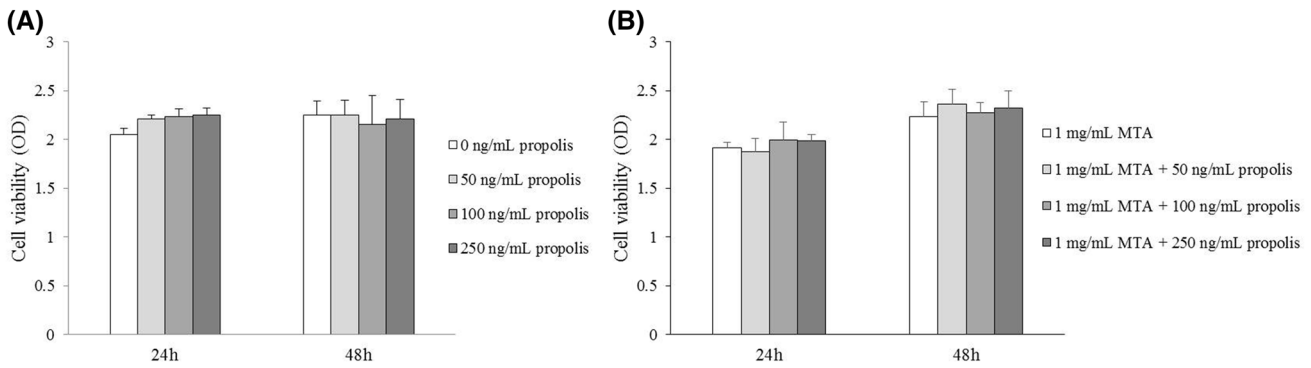 (A)
Cell viability (OD)
3
2.5
2
1.5
1
0.5
0
24h
48h
0 ng/mL propolis
50 ng/mL propolis
100 ng/mL propolis
250 ng/mL propolis
(B)
Cell viability (OD)
3
2.5
2
1.5
1
0.5
0
24h
48h
1 mg/mL MTA
1 mg/mL MTA + 50 ng/mL propolis
1 mg/mL MTA + 100 ng/mL propolis
1 mg/mL MTA + 250 ng/mL propolis